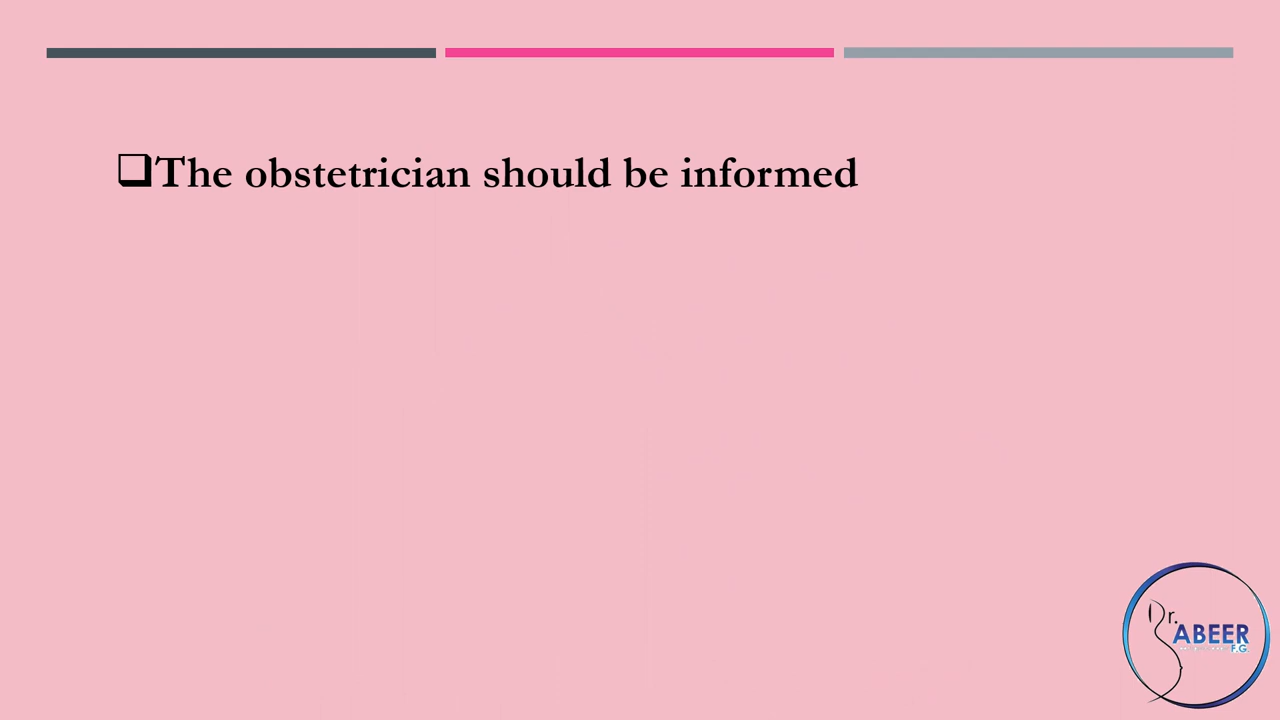 ❑The obstetrician should be informed
Dr.
ABEER
F.G.